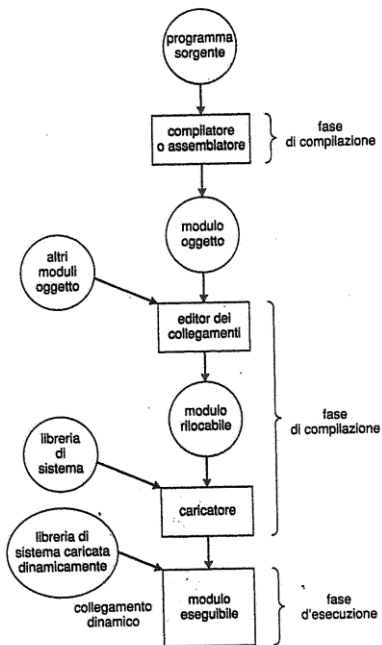 programma
sorgente
compilatore
o assemblatore
fase
di compilazione
modulo
oggetto
altri
moduli
oggetto
editor dei
collegamenti
modulo
rilocabile
fase
di compilazione
libreria
di
sistema
caricatore
libreria di
sistema caricata
dinamicamente
collegamento
dinamico
modulo
eseguibile
fase
d'esecuzione